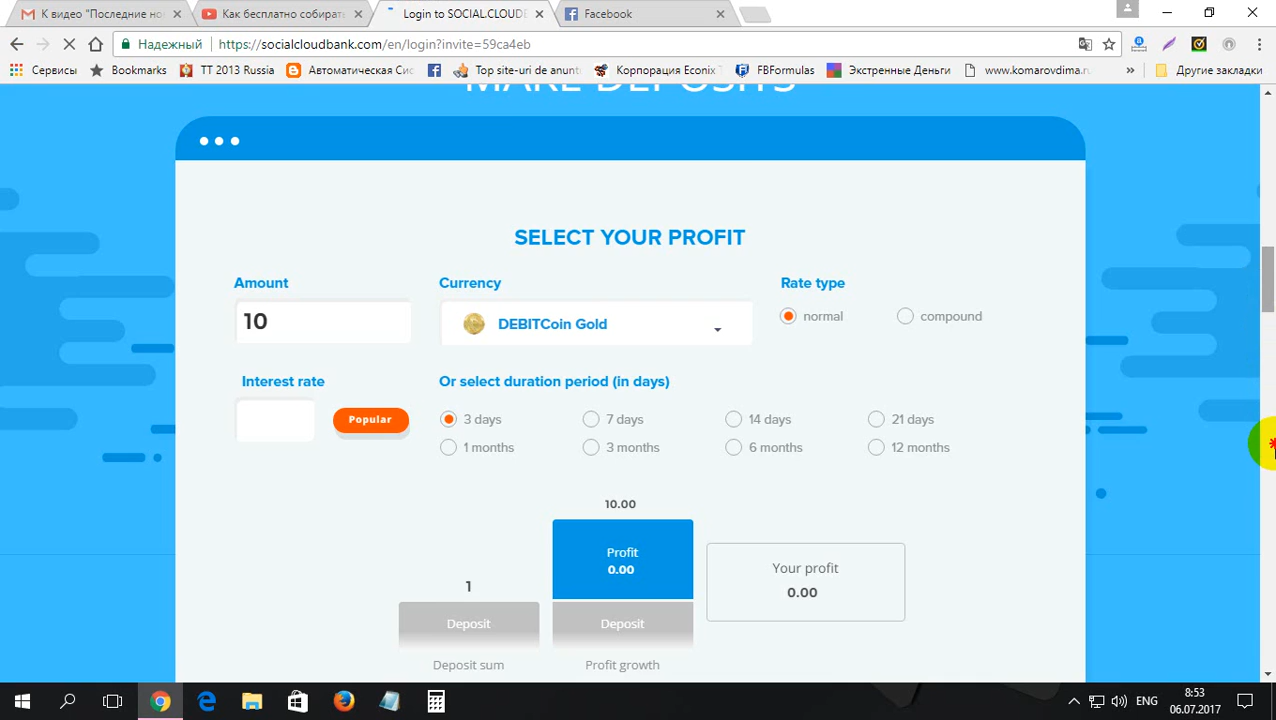 К видео "Последние но
Как бесплатно собират
Login to SOCIAL.CLOUDB
Facebook
Надежный
https://socialcloudbank.com/en/login?invite=59ca4eb
Сервисы
Bookmarks
TT 2013 Russia
Автоматическая Сис
Top site-uri de anunt
Корпорация Econix
FBFormulas
Экстренные Деньги
www.komarovdima.ru
»
Другие закладки
MAKE DEPOSITS
SELECT YOUR PROFIT
Amount
Currency
Rate type
10
DEBITCoin Gold
normal
compound
Interest rate
Or select duration period (in days)
Popular
3 days
7 days
14 days
21 days
1 months
3 months
6 months
12 months
10.00
Profit
0.00
Your profit
0.00
1
Deposit
Deposit
Deposit sum
Profit growth
ENG
8:53
06.07.2017